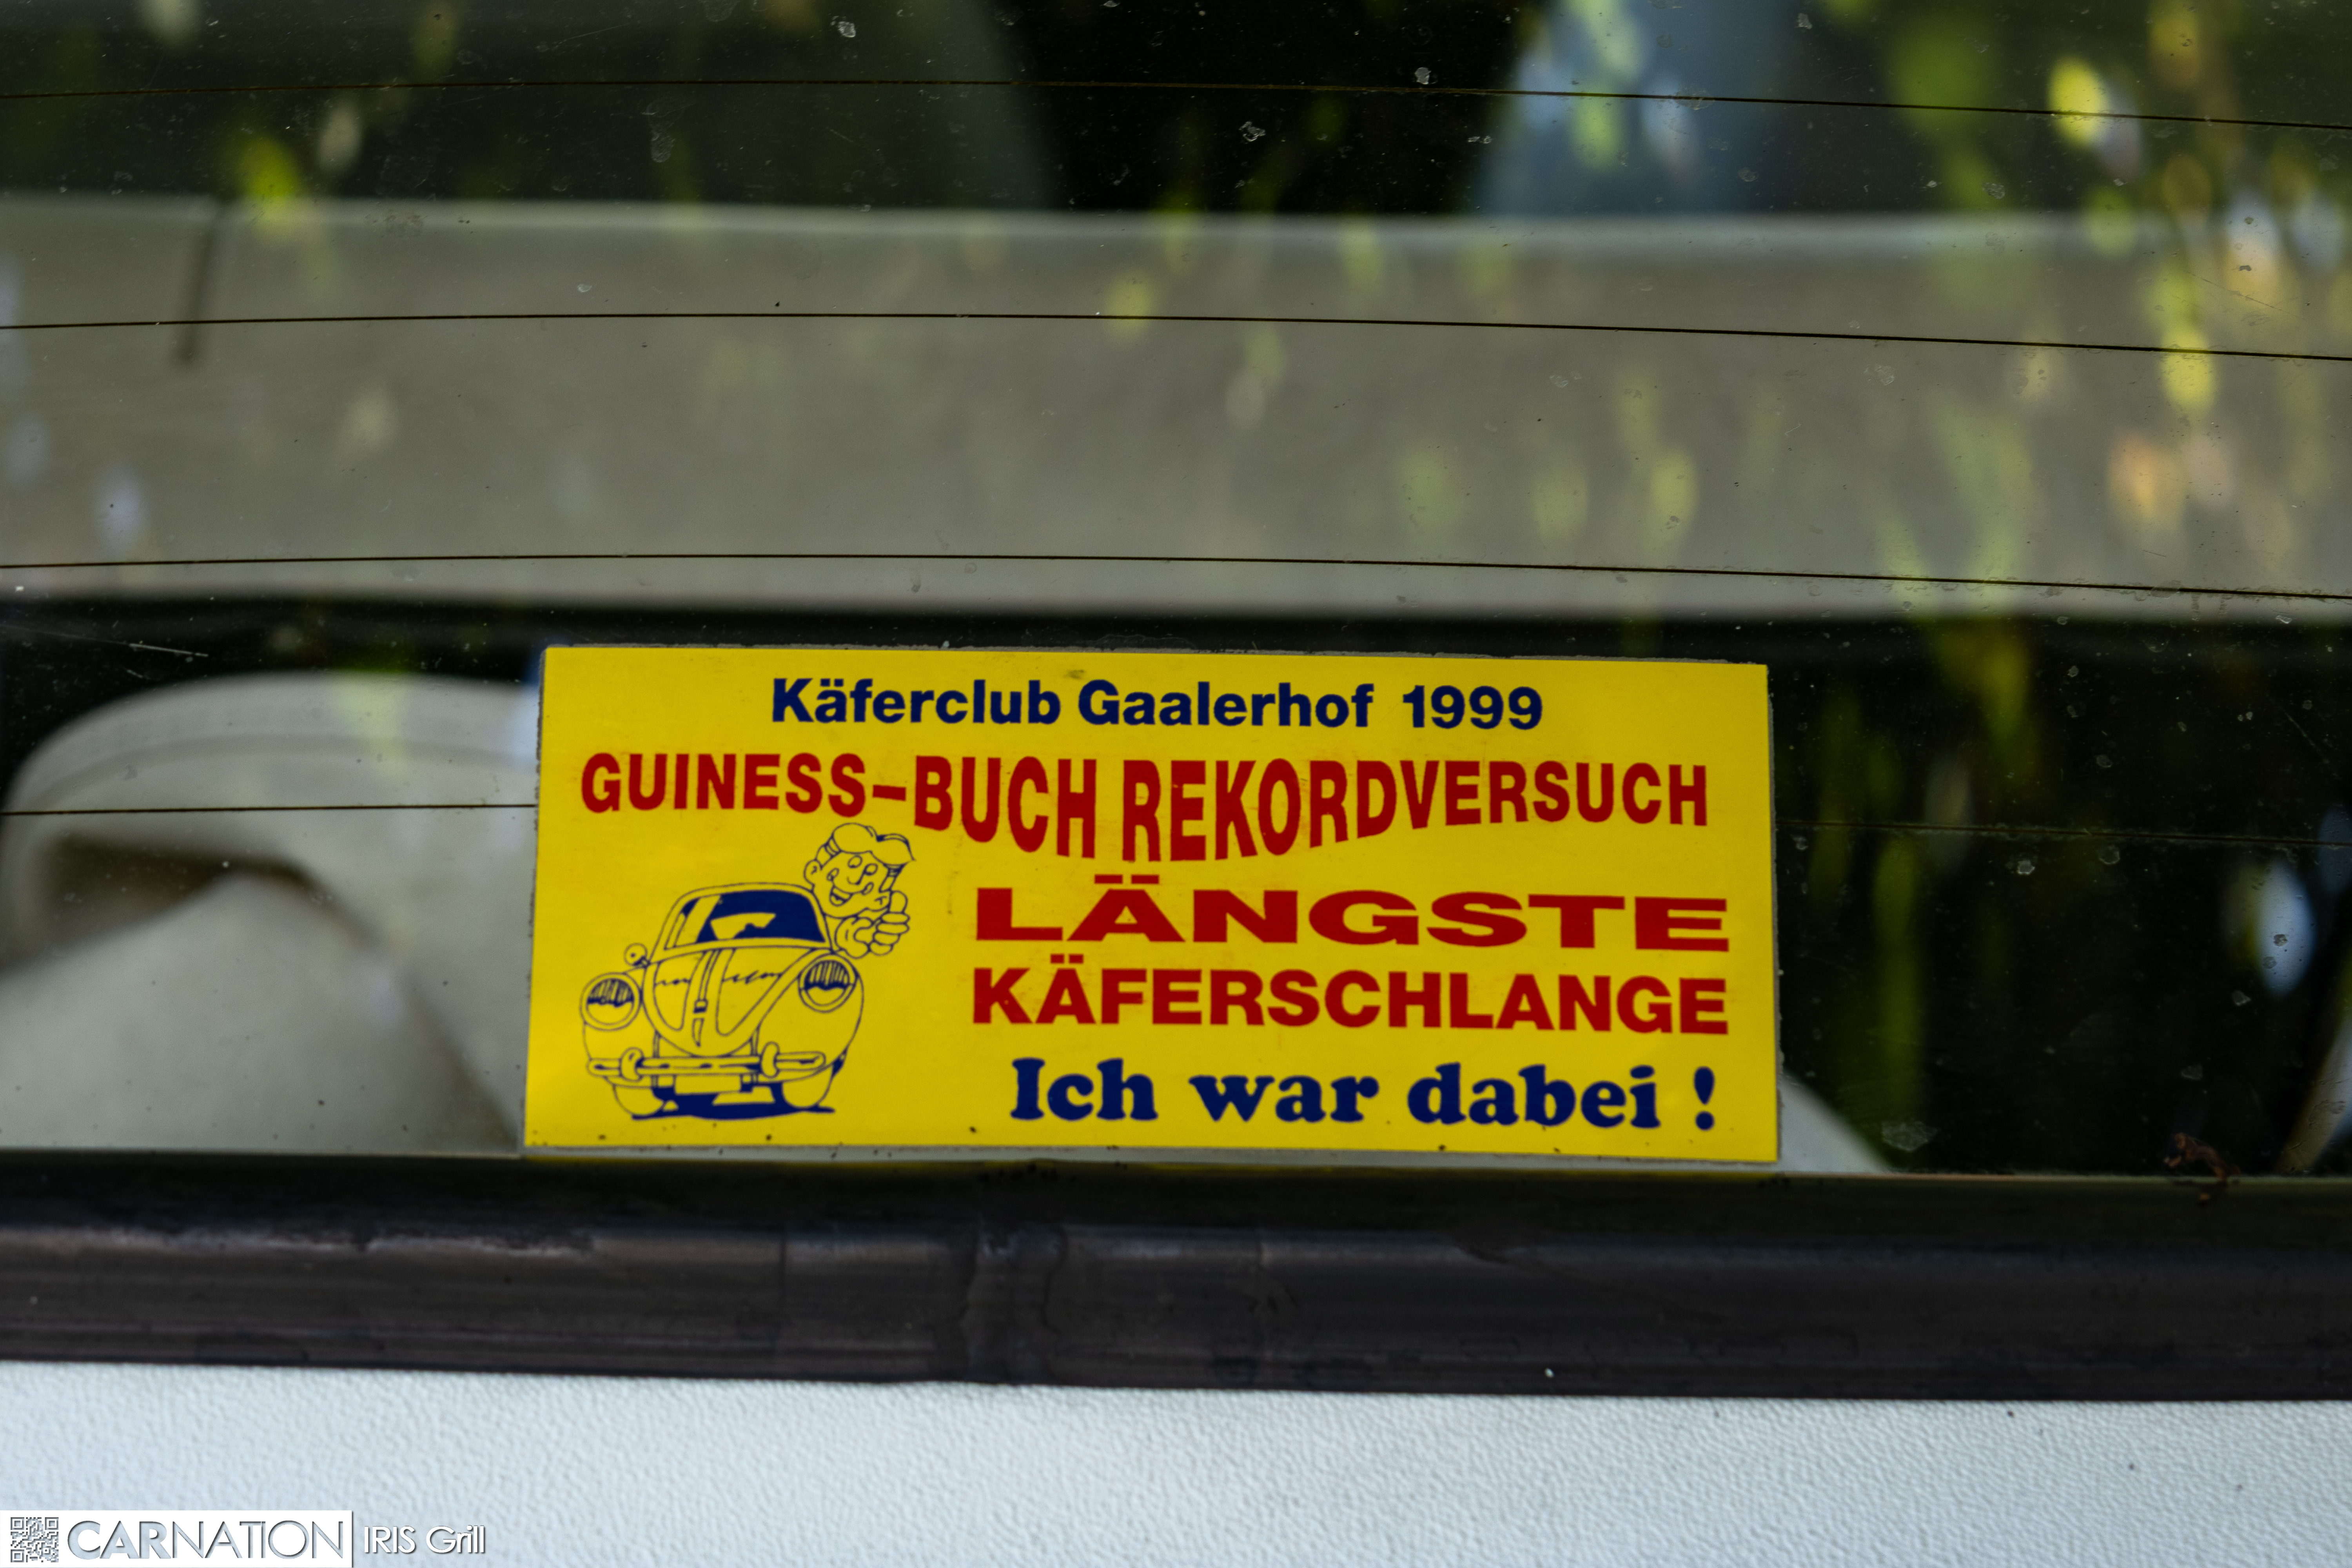 Käferclub Gaalerhof 1999
GUINESS-BUCH REKORDVERSUCH
LÄNGSTE
KÄFERSCHLANGE
Ich war dabei !
CARNATION IRIS Grill